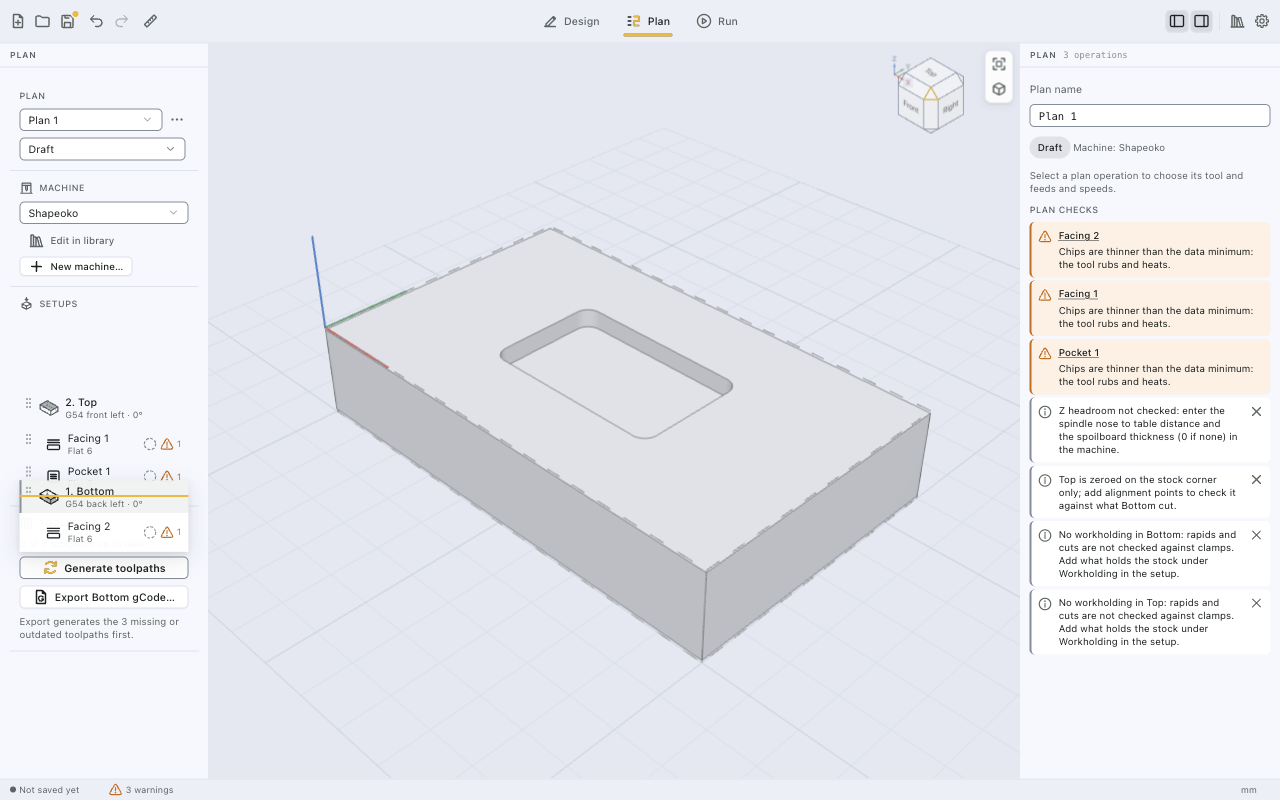 Design
Plan
Run
PLAN
PLAN
Plan 1
Draft
MACHINE
Shapeoko
Edit in library
New machine...
SETUPS
2. Top
G54 front left · 0°
Facing 1
Flat 6
1
Pocket 1
1
1. Bottom
G54 back left · 0°
Facing 2
Flat 6
1
Generate toolpaths
Export Bottom gCode...
Export generates the 3 missing or
outdated toolpaths first.
Z
Y
X
Top
Front
Right
PLAN 3 operations
Plan name
Plan 1
Draft Machine: Shapeoko
Select a plan operation to choose its tool and
feeds and speeds.
PLAN CHECKS
Facing 2
Chips are thinner than the data minimum:
the tool rubs and heats.
Facing 1
Chips are thinner than the data minimum:
the tool rubs and heats.
Pocket 1
Chips are thinner than the data minimum:
the tool rubs and heats.
Z headroom not checked: enter the
spindle nose to table distance and
the spoilboard thickness (0 if none) in
the machine.
Top is zeroed on the stock corner
only; add alignment points to check it
against what Bottom cut.
No workholding in Bottom: rapids and
cuts are not checked against clamps.
Add what holds the stock under
Workholding in the setup.
No workholding in Top: rapids and
cuts are not checked against clamps.
Add what holds the stock under
Workholding in the setup.
Not saved yet
3 warnings
mm